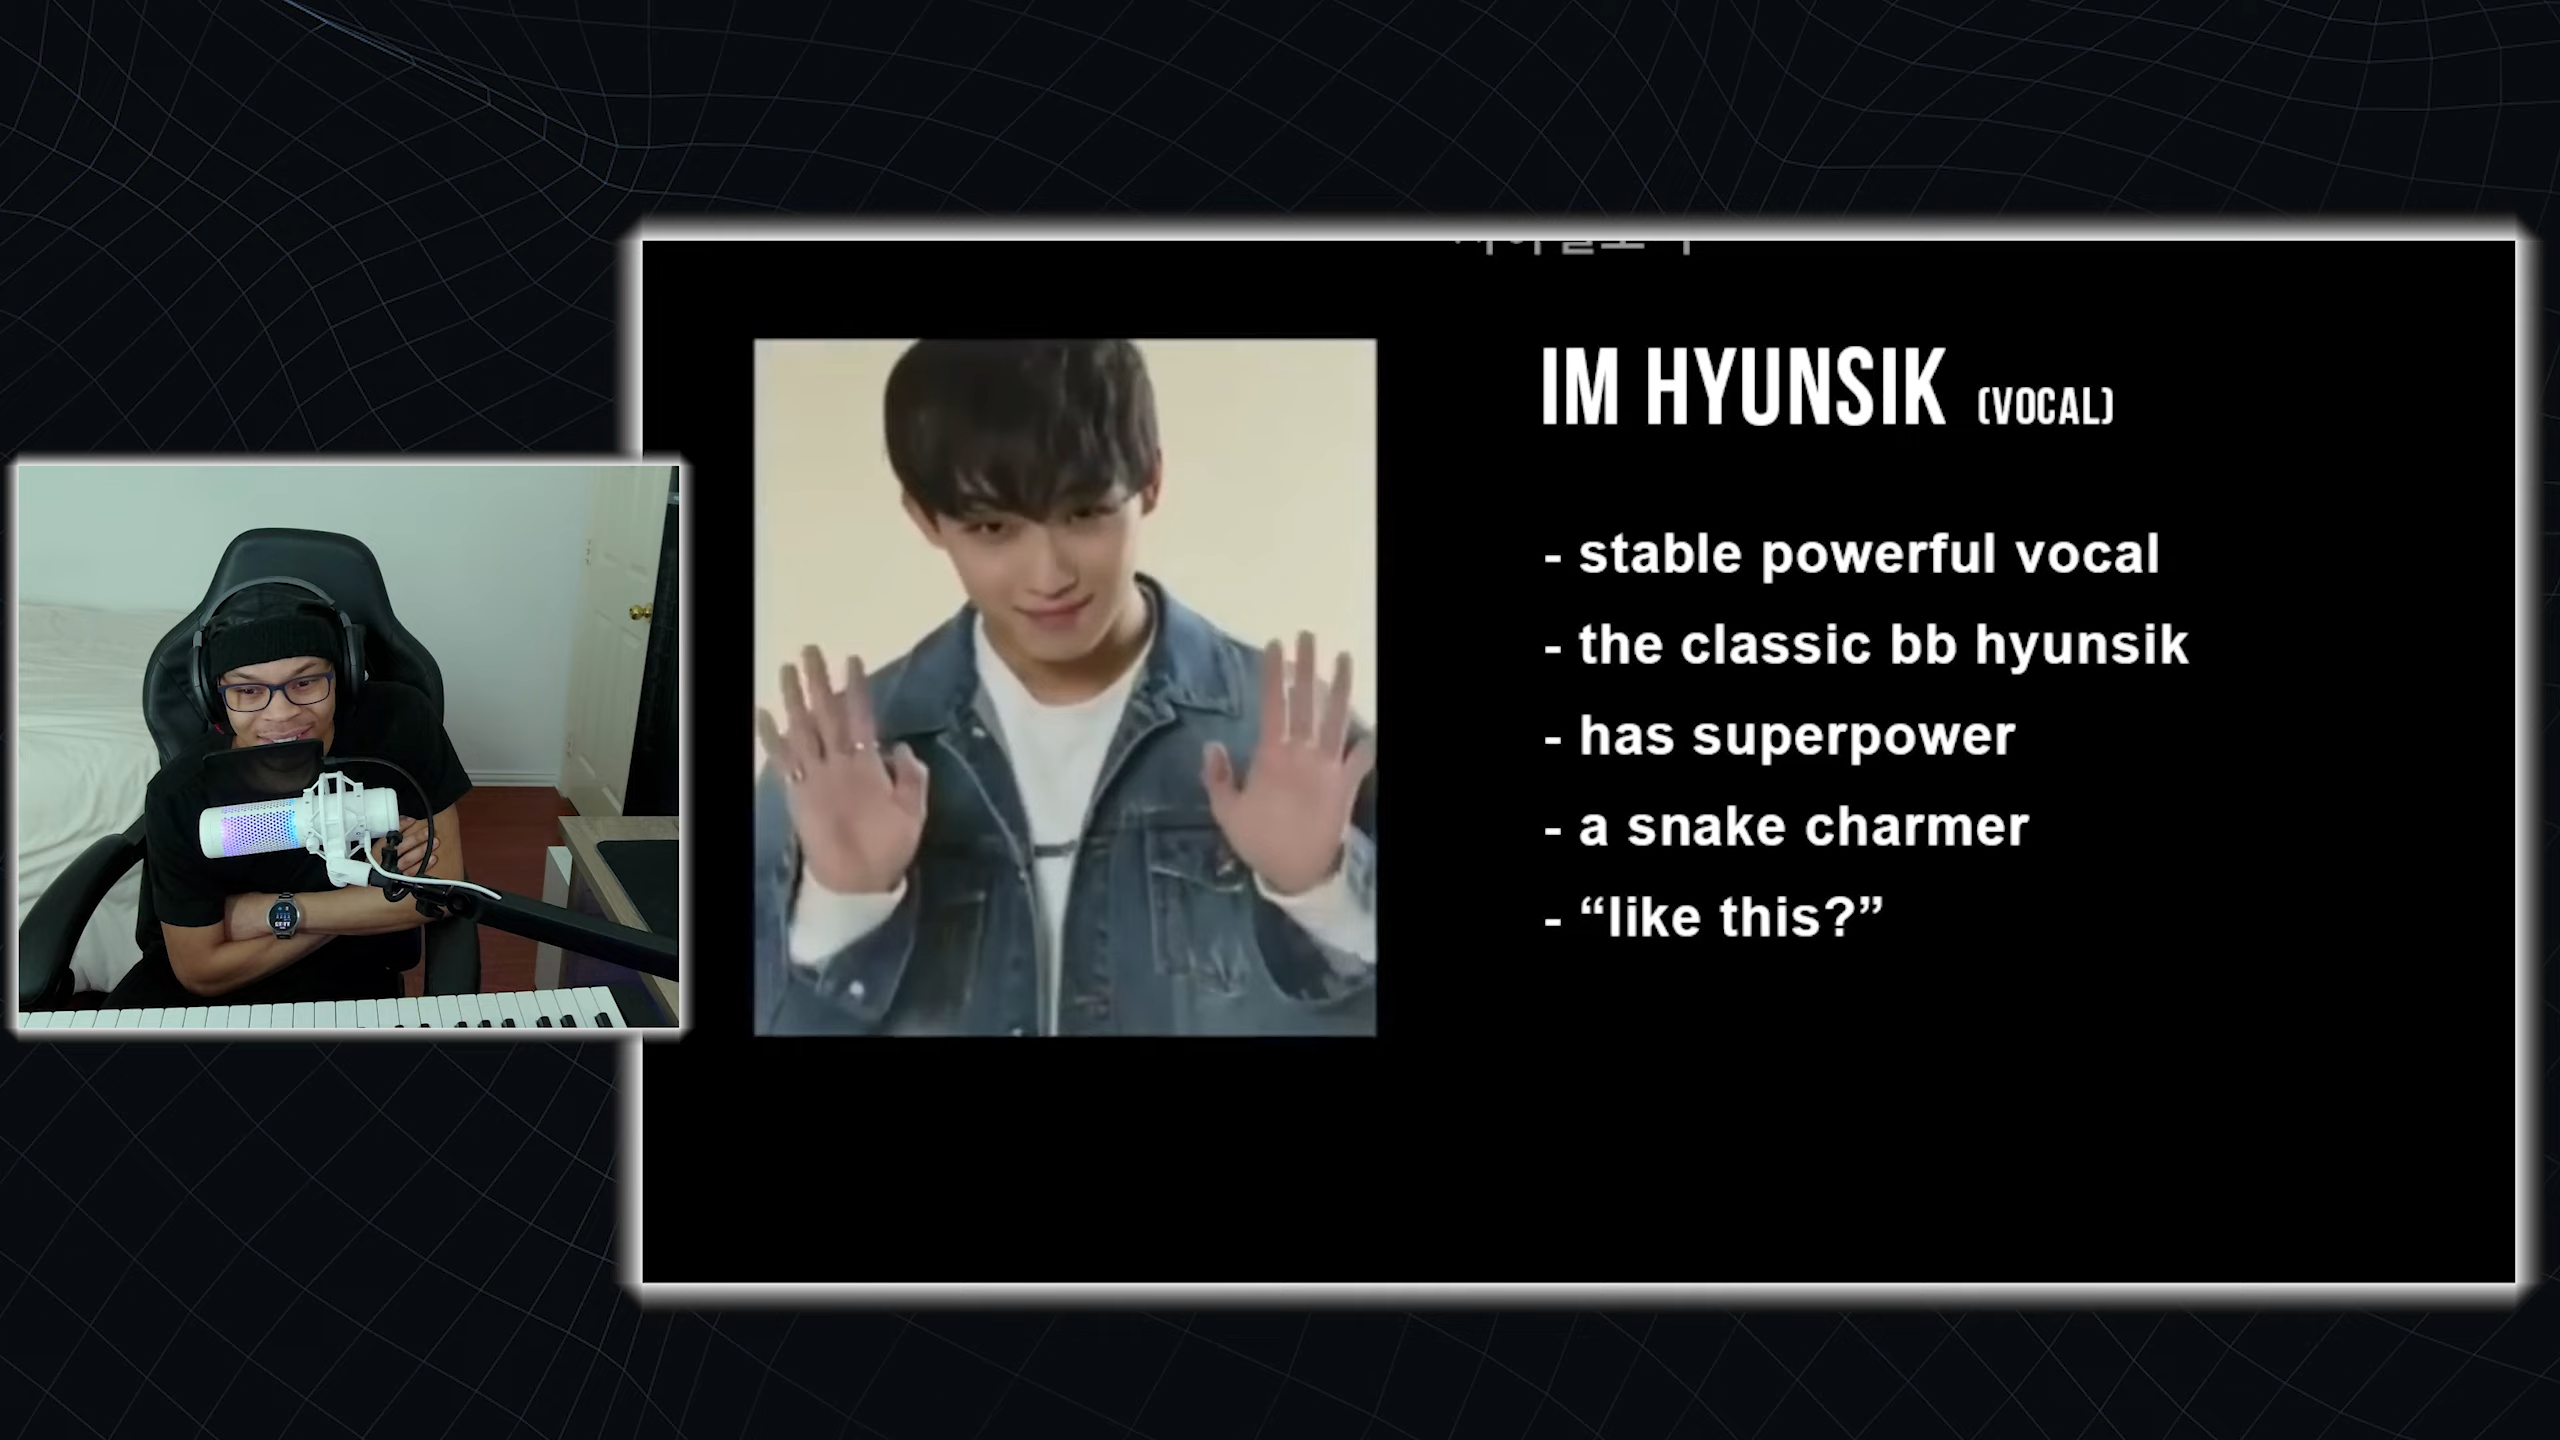 IM HYUNSIK (VOCAL)
- stable powerful vocal
- the classic bb hyunsik
- has superpower
- a snake charmer
- “like this?”